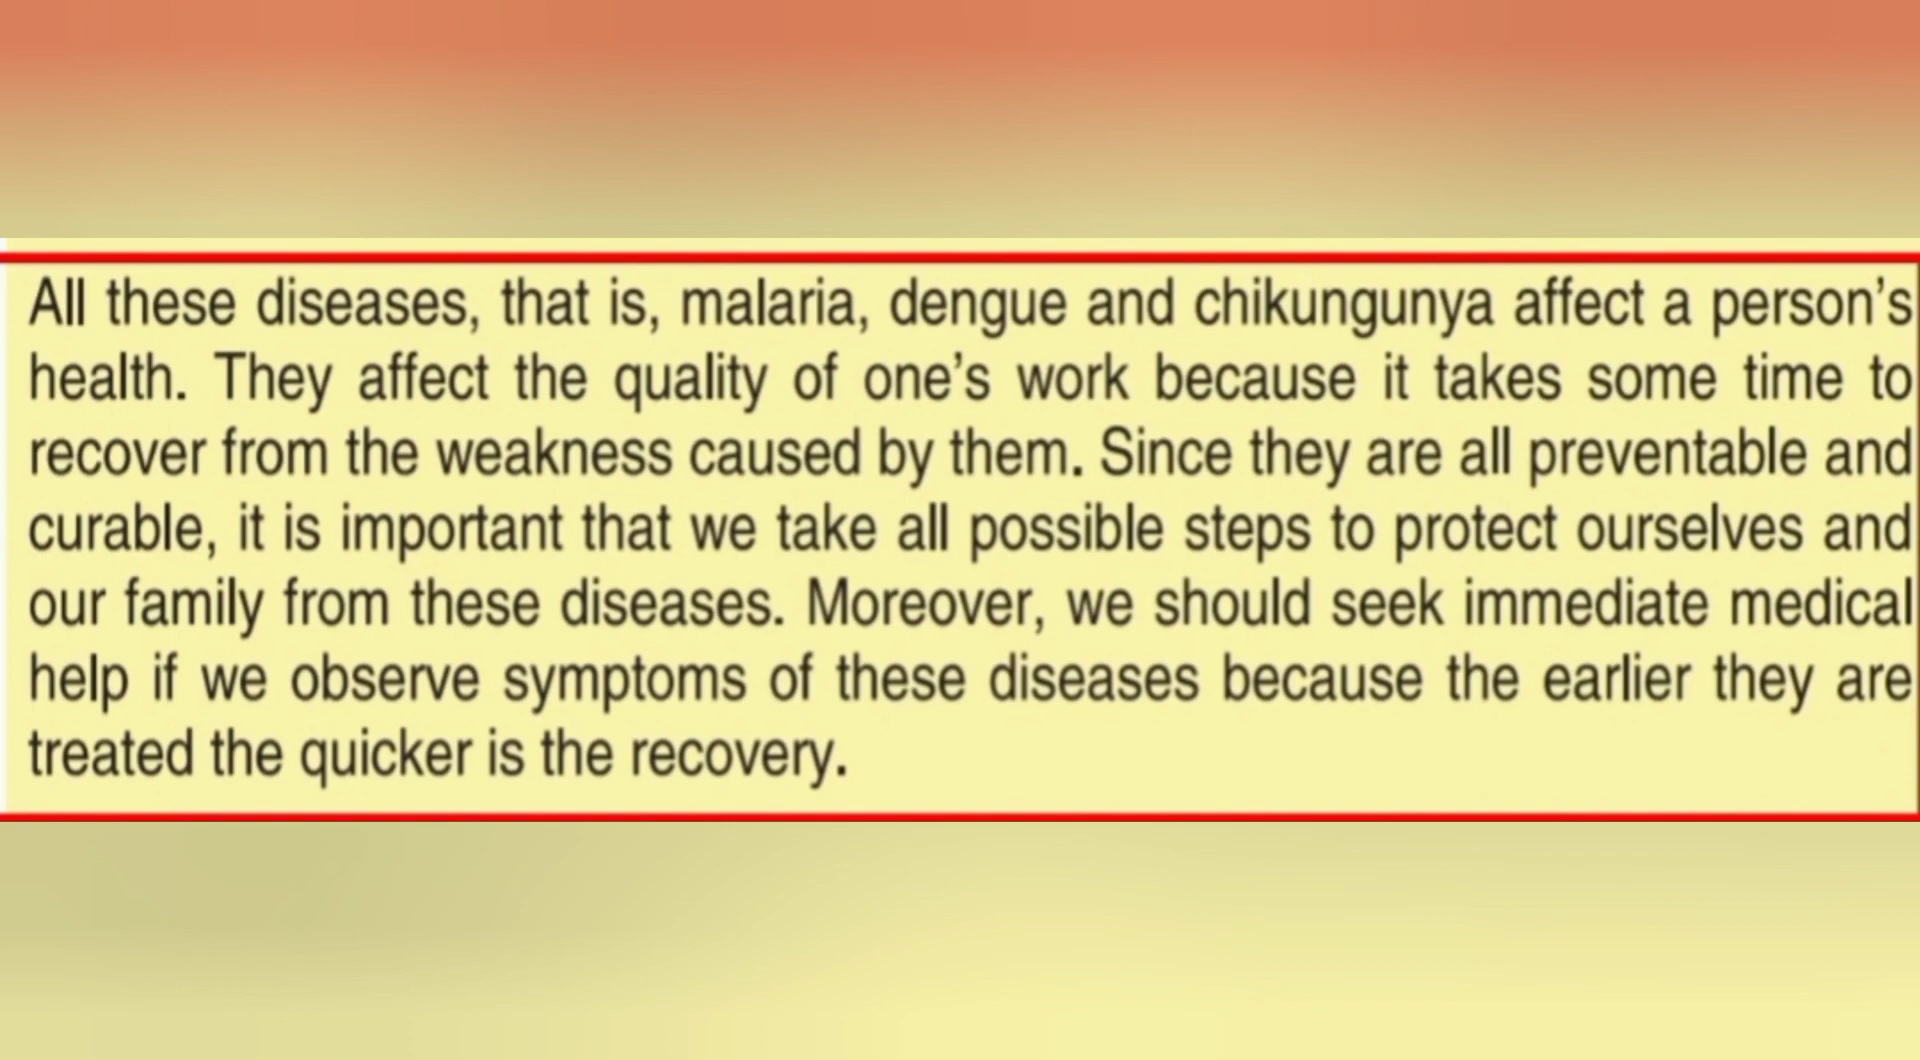 All these diseases, that is, malaria, dengue and chikungunya affect a person's
health. They affect the quality of one's work because it takes some time to
recover from the weakness caused by them. Since they are all preventable and
curable, it is important that we take all possible steps to protect ourselves and
our family from these diseases. Moreover, we should seek immediate medical
help if we observe symptoms of these diseases because the earlier they are
treated the quicker is the recovery.